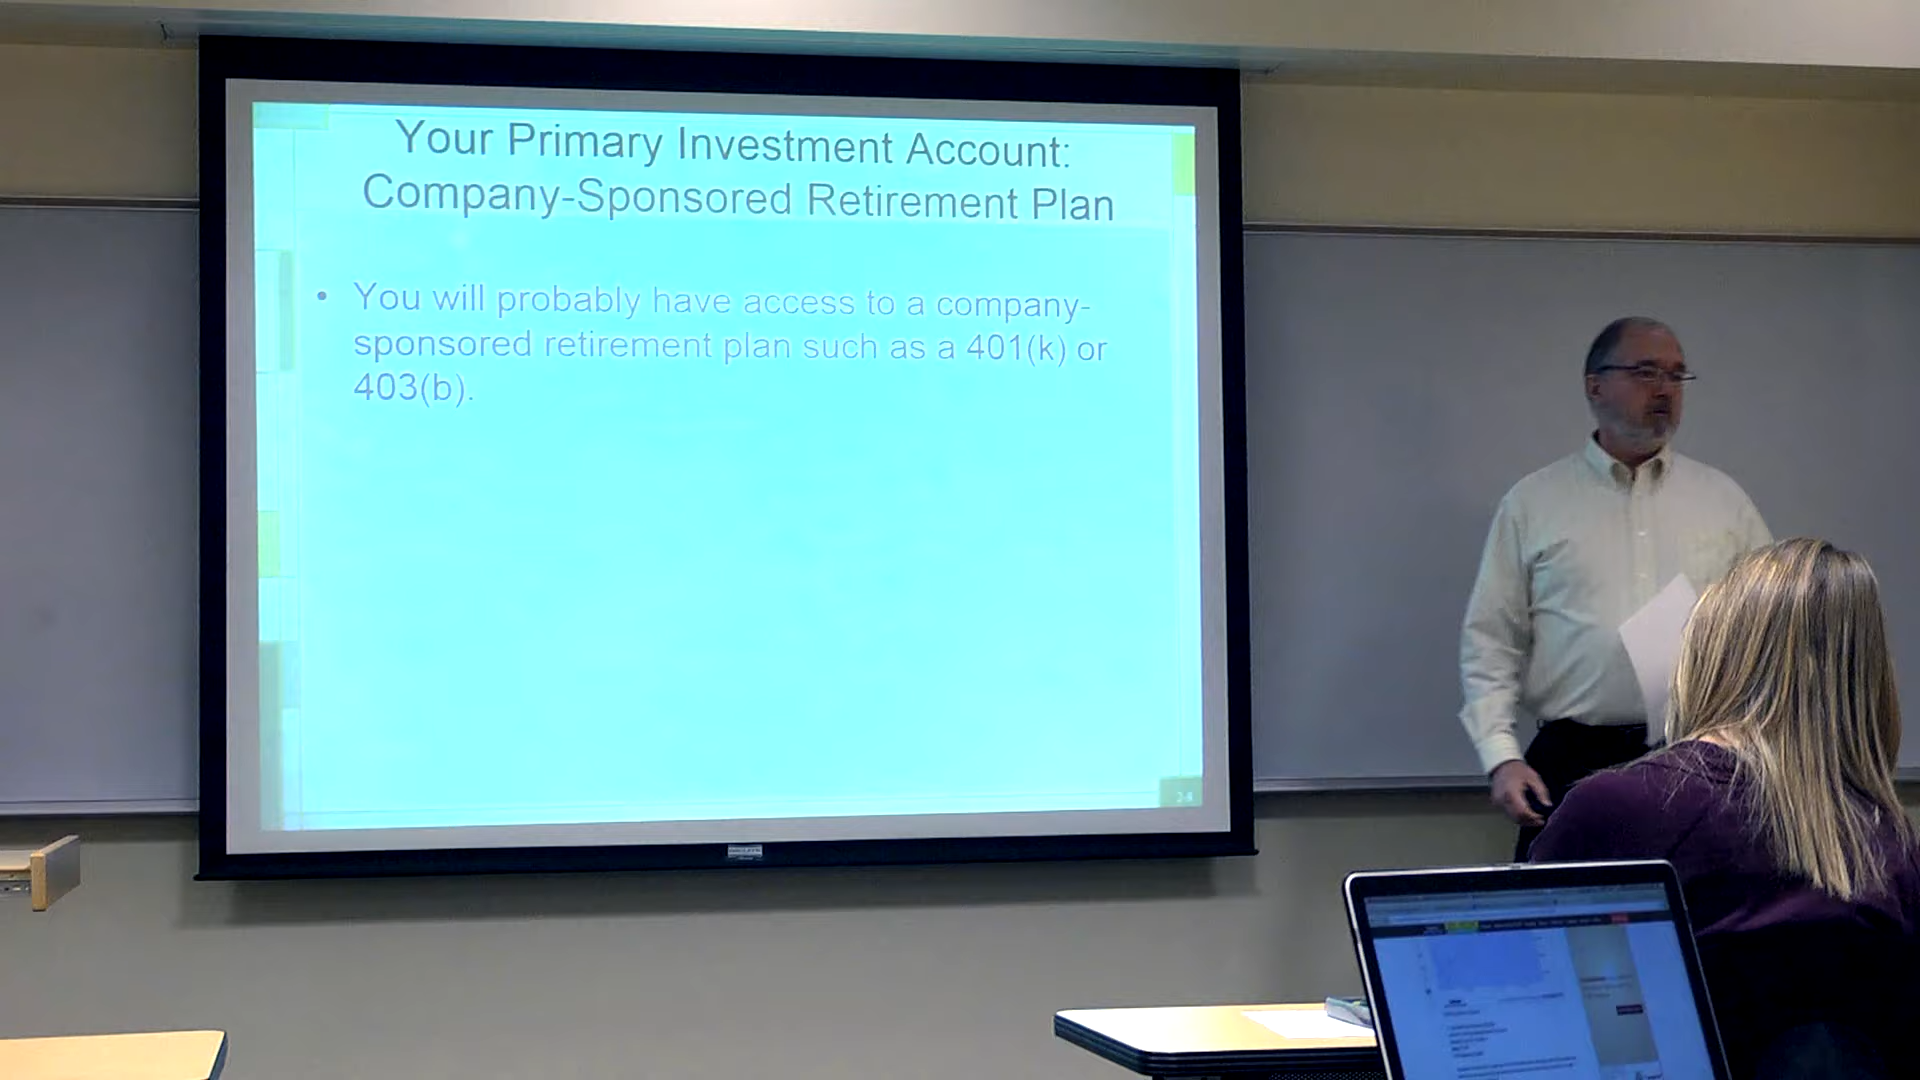 Your Primary Investment Account:
Company-Sponsored Retirement Plan
• You will probably have access to a company-
sponsored retirement plan such as a 401(k) or
403(b).